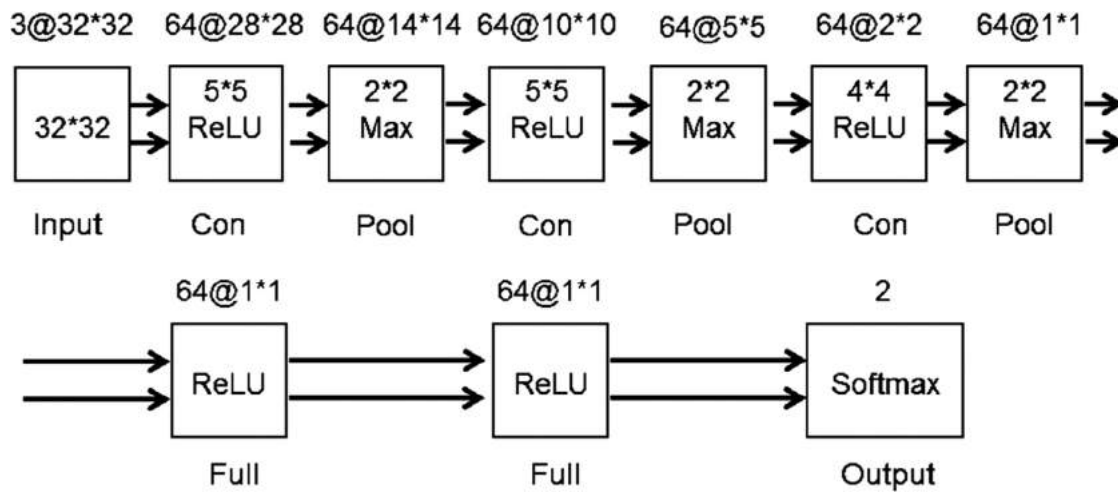 3@32*32 64@28*28 64@14*14 64@10*10 64@5*5 64@2*2 64@1*1
32*32 5*5 2*2 5*5 2*2 4*4 2*2
ReLU Max ReLU Max ReLU Max
Input Con Pool Con Pool Con Pool
64@1*1 64@1*1 2
ReLU ReLU Softmax
Full Full Output